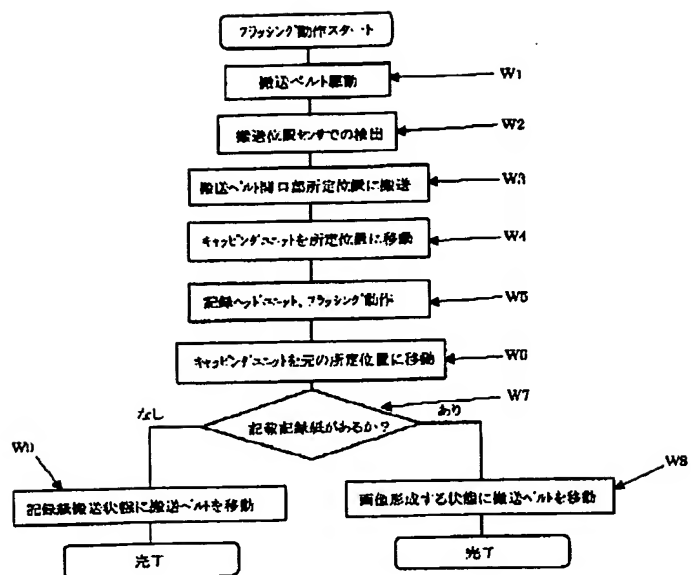 フラッシング動作スタート
搬送ベルト駆動
W1
搬送位置センサでの検出
W2
搬送ベルト開口部所定位置に搬送
W3
キャッピングユニットを所定位置に移動
W4
記録ヘッドユニット、フラッシング動作
W5
キャッピングユニットを元の所定位置に移動
W6
W7
なし
記載記録紙があるか?
あり
W9
記録紙搬送状態に搬送ベルトを移動
画像形成する状態に搬送ベルトを移動
W8
完了
完了